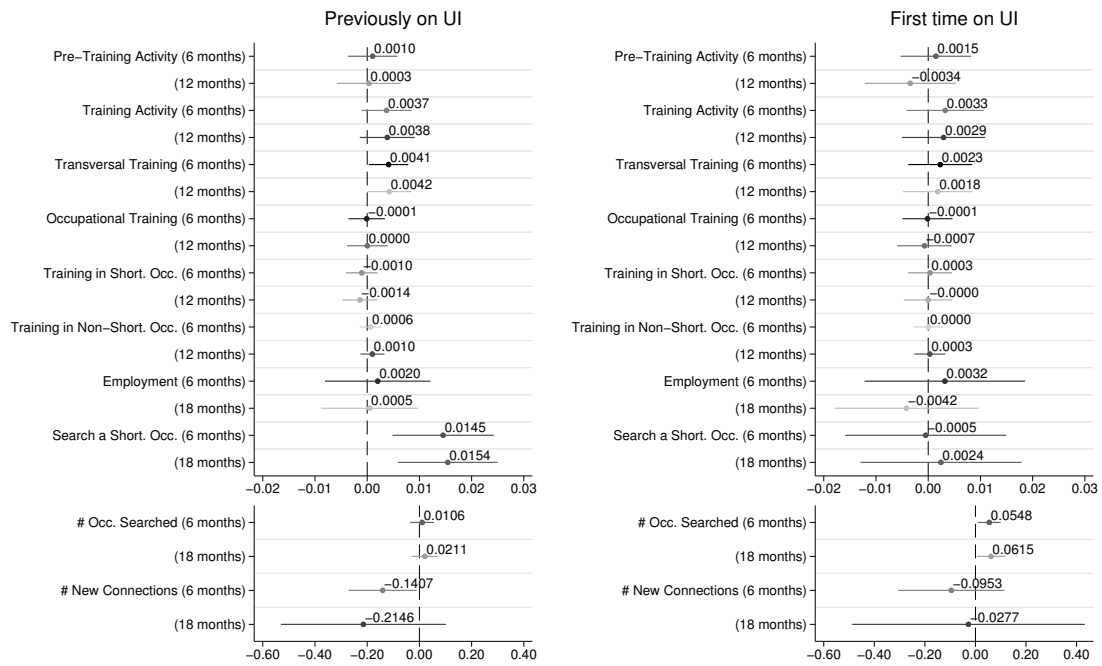 Previously on UI
Pre−Training Activity (6 months) 0.0010
(12 months) 0.0003
Training Activity (6 months) 0.0037
(12 months) 0.0038
Transversal Training (6 months) 0.0041
(12 months) 0.0042
Occupational Training (6 months) −0.0001
(12 months) 0.0000
Training in Short. Occ. (6 months) −0.0010
(12 months) −0.0014
Training in Non−Short. Occ. (6 months) 0.0006
(12 months) 0.0010
Employment (6 months) 0.0020
(18 months) 0.0005
Search a Short. Occ. (6 months) 0.0145
(18 months) 0.0154
−0.02 −0.01 0.00 0.01 0.02 0.03
# Occ. Searched (6 months) 0.0106
(18 months) 0.0211
# New Connections (6 months) −0.1407
(18 months) −0.2146
−0.60 −0.40 −0.20 0.00 0.20 0.40
First time on UI
Pre−Training Activity (6 months) 0.0015
(12 months) −0.0034
Training Activity (6 months) 0.0033
(12 months) 0.0029
Transversal Training (6 months) 0.0023
(12 months) 0.0018
Occupational Training (6 months) −0.0001
(12 months) −0.0007
Training in Short. Occ. (6 months) 0.0003
(12 months) −0.0000
Training in Non−Short. Occ. (6 months) 0.0000
(12 months) 0.0003
Employment (6 months) 0.0032
(18 months) −0.0042
Search a Short. Occ. (6 months) −0.0005
(18 months) 0.0024
−0.02 −0.01 0.00 0.01 0.02 0.03
# Occ. Searched (6 months) 0.0548
(18 months) 0.0615
# New Connections (6 months) −0.0953
(18 months) −0.0277
−0.60 −0.40 −0.20 0.00 0.20 0.40